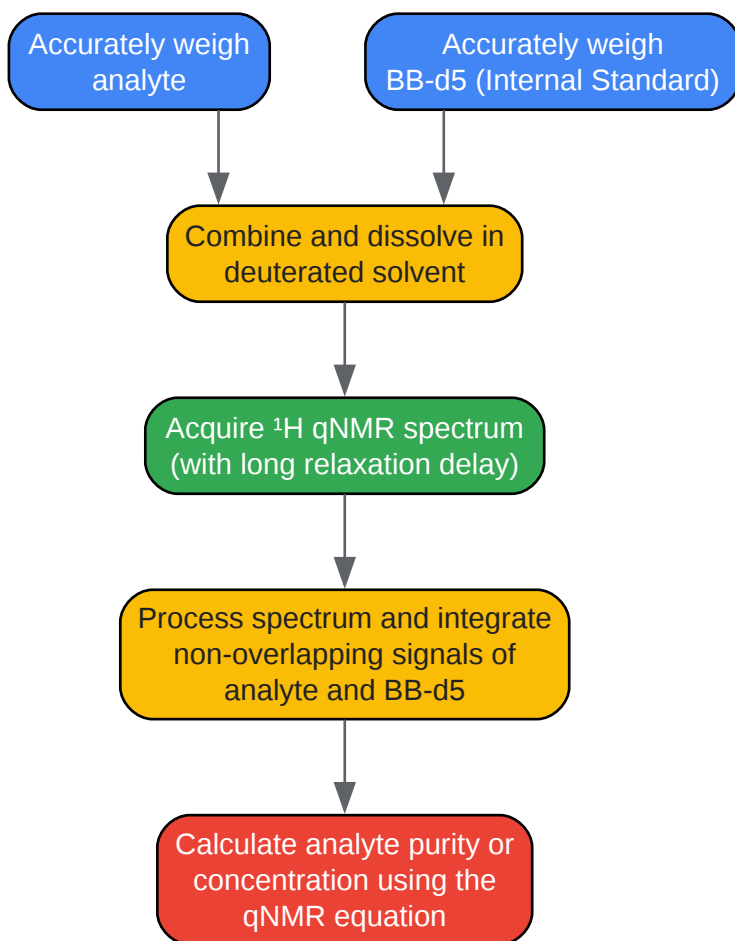 Accurately weigh
analyte
Accurately weigh
BB-d5 (Internal Standard)
Combine and dissolve in
deuterated solvent
Acquire ¹H qNMR spectrum
(with long relaxation delay)
Process spectrum and integrate
non-overlapping signals of
analyte and BB-d5
Calculate analyte purity or
concentration using the
qNMR equation